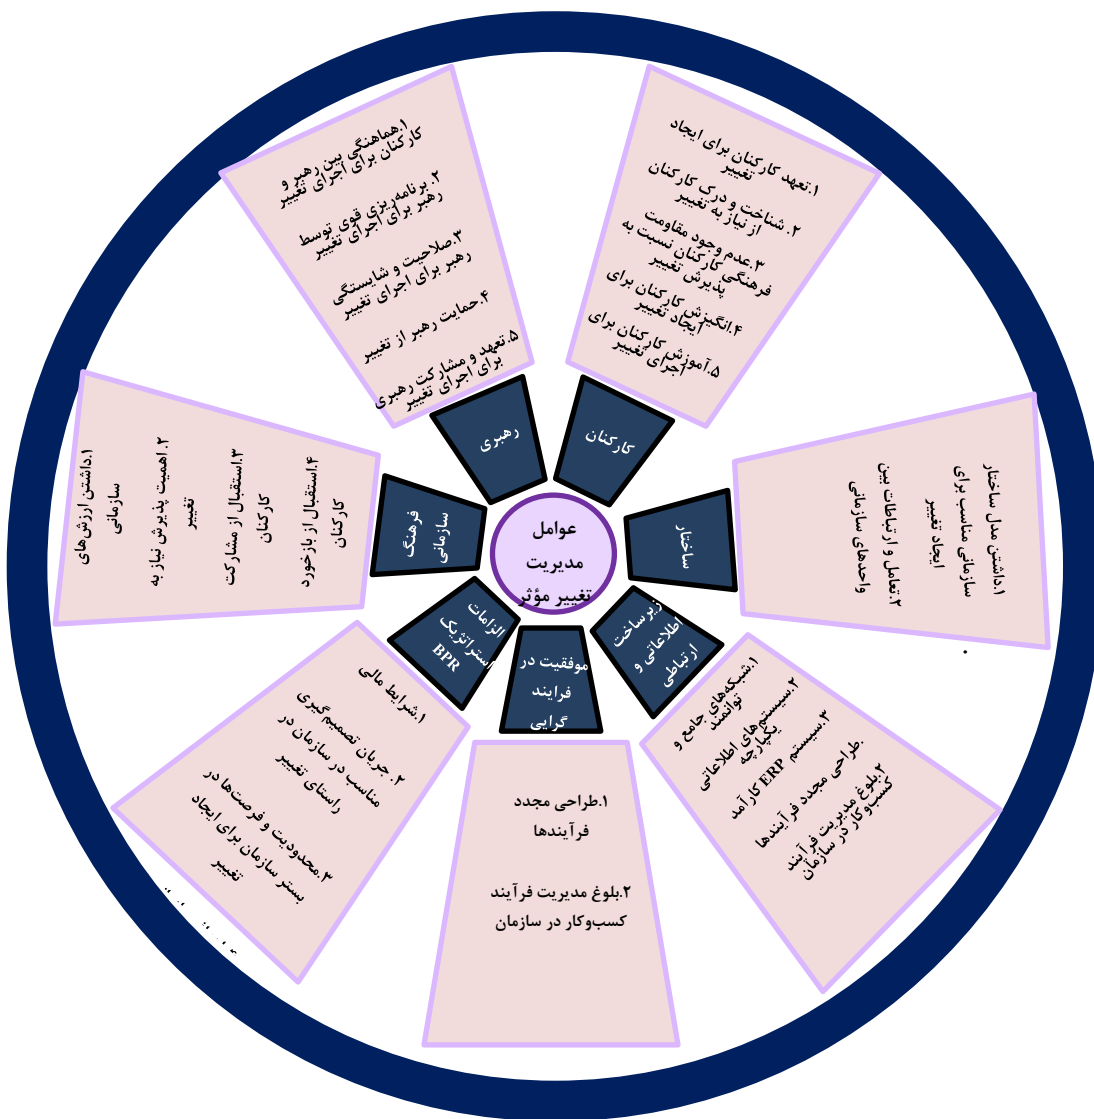 عوامل
مدیریت
تغییر مؤثر
کارکنان
۱.تعهد کارکنان برای ایجاد
تغییر
۲. شناخت و درک کارکنان
از نیاز به تغییر
۳.عدم وجود مقاومت
فرهنگی کارکنان نسبت به
پذیرش تغییر
۴.انگیزش کارکنان برای
ایجاد تغییر
۵.آموزش کارکنان برای
اجرای تغییر
ساختار
۱.داشتن مدل ساختار
سازمانی مناسب برای
ایجاد تغییر
۲.تعامل و ارتباطات بین
واحدهای سازمانی
زیرساخت
اطلاعاتی و
ارتباطی
۱.شبکه‌های جامع و
توانمند
۲.سیستم‌های اطلاعاتی
یکپارچه
۳.سیستم ERP کارآمد
.طراحی مجدد فرآیندها
۲.بلوغ مدیریت فرآیند
کسب‌وکار در سازمان
موفقیت در
فرایند
گرایی
۱.طراحی مجدد
فرآیندها
۲.بلوغ مدیریت فرآیند
کسب‌وکار در سازمان
الزامات
استراتژیک
BPR
۱.شرایط مالی
۲. جریان تصمیم گیری
مناسب در سازمان در
راستای تغییر
۳.محدودیت و فرصت‌ها در
بستر سازمان برای ایجاد
تغییر
فرهنگ
سازمانی
۱.داشتن ارزش‌های
سازمانی
۲.اهمیت پذیرش نیاز به
تغییر
۳.استقبال از مشارکت
کارکنان
۴.استقبال از بازخورد
کارکنان
رهبری
۱.هماهنگی بین رهبر و
کارکنان برای اجرای تغییر
۲. برنامه‌ریزی قوی توسط
رهبر برای اجرای تغییر
۳.صلاحیت و شایستگی
رهبر برای اجرای تغییر
۴.حمایت رهبر از تغییر
۵.تعهد و مشارکت رهبری
برای اجرای تغییر